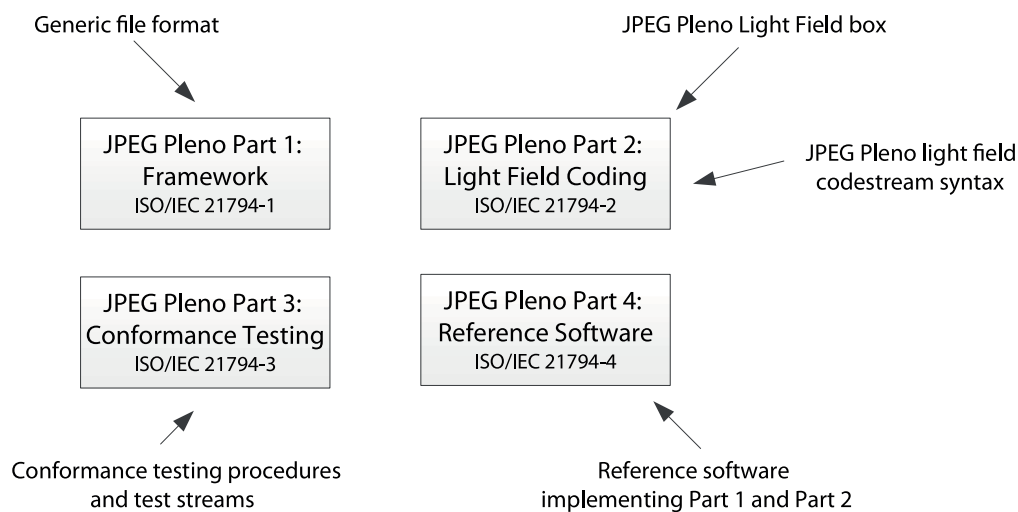 Generic file format
JPEG Pleno Light Field box
JPEG Pleno Part 1:
Framework
ISO/IEC 21794-1
JPEG Pleno Part 2:
Light Field Coding
ISO/IEC 21794-2
JPEG Pleno light field
codestream syntax
JPEG Pleno Part 3:
Conformance Testing
ISO/IEC 21794-3
JPEG Pleno Part 4:
Reference Software
ISO/IEC 21794-4
Conformance testing procedures
and test streams
Reference software
implementing Part 1 and Part 2